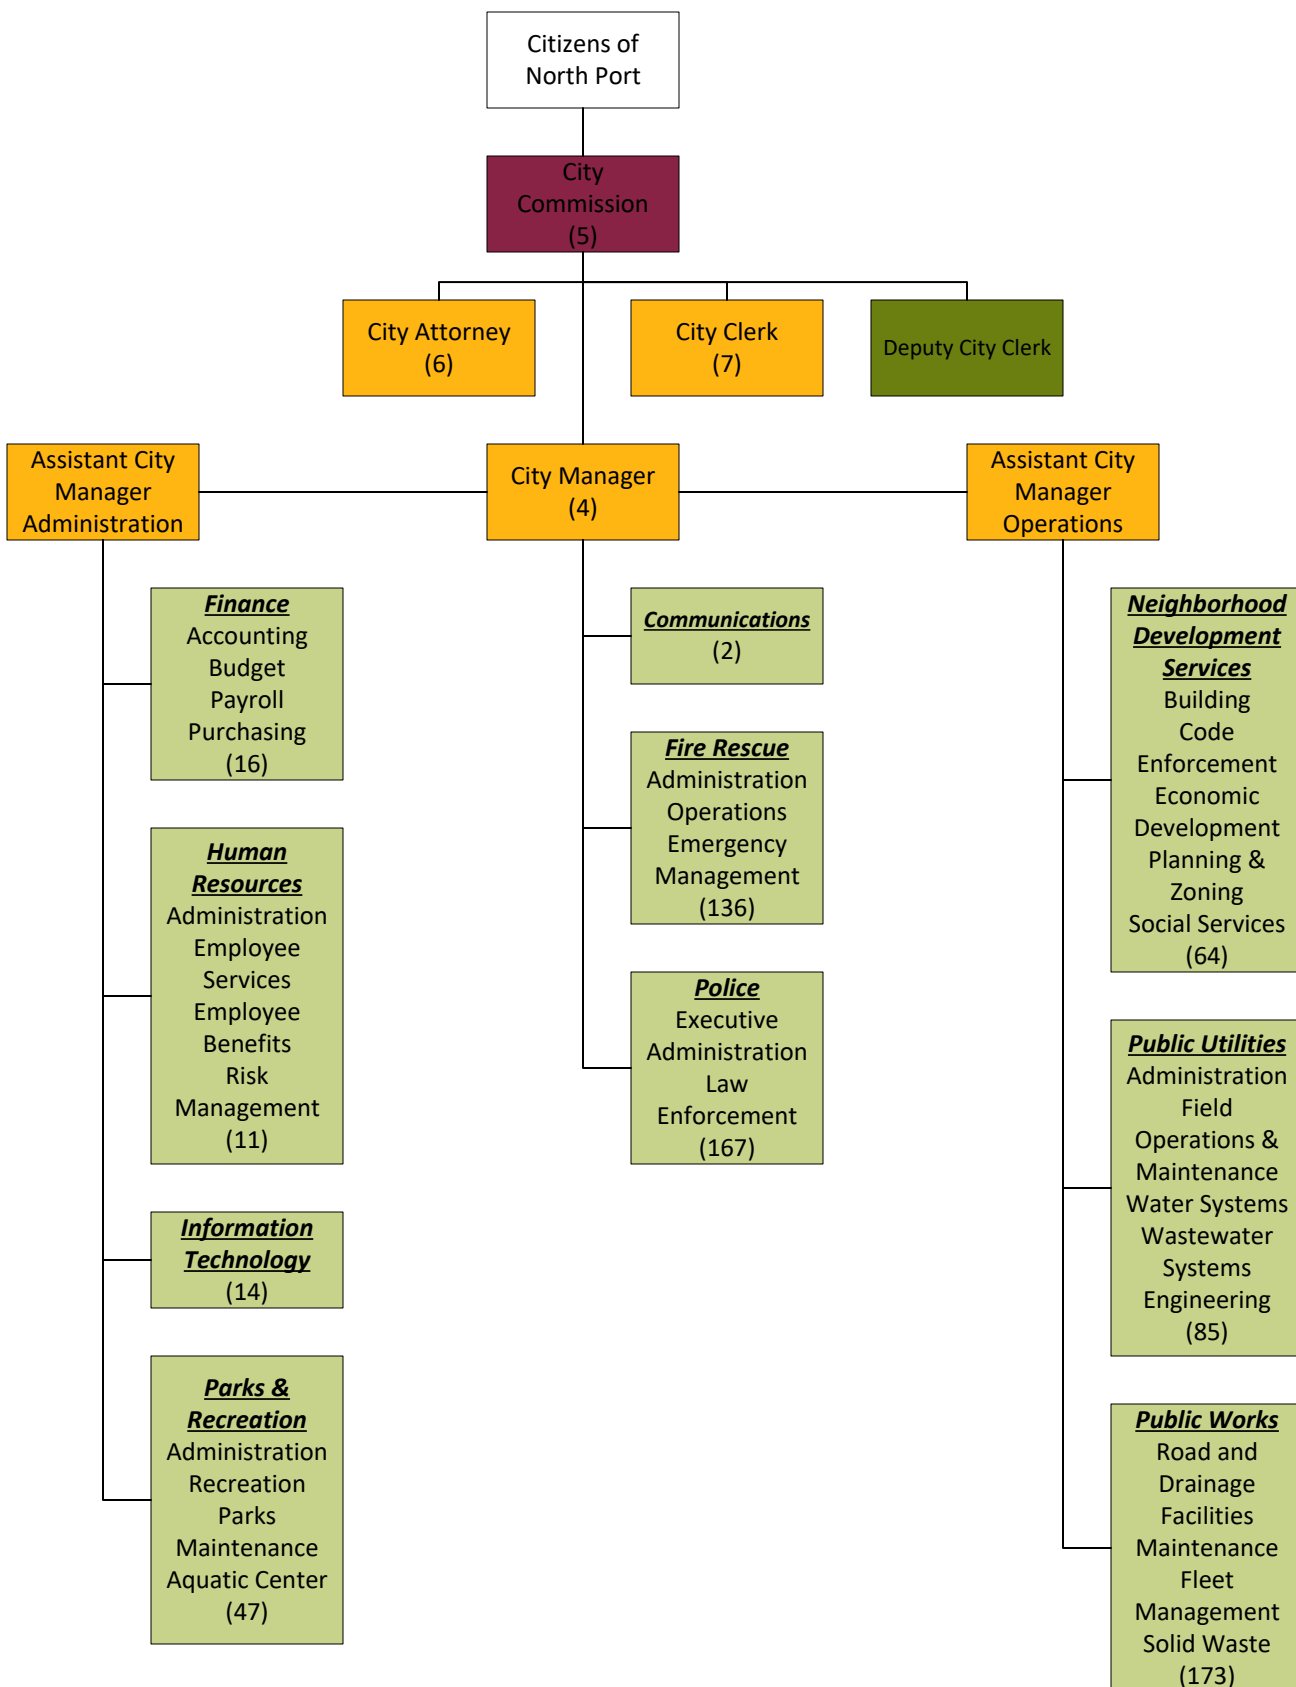 Citizens of
North Port
City
Commission
(5)
City Attorney
(6)
City Clerk
(7)
Deputy City Clerk
Assistant City
Manager
Administration
City Manager
(4)
Assistant City
Manager
Operations
Finance
Accounting
Budget
Payroll
Purchasing
(16)
Human
Resources
Administration
Employee
Services
Employee
Benefits
Risk
Management
(11)
Information
Technology
(14)
Parks &
Recreation
Administration
Recreation
Parks
Maintenance
Aquatic Center
(47)
Communications
(2)
Fire Rescue
Administration
Operations
Emergency
Management
(136)
Police
Executive
Administration
Law
Enforcement
(167)
Neighborhood
Development
Services
Building
Code
Enforcement
Economic
Development
Planning &
Zoning
Social Services
(64)
Public Utilities
Administration
Field
Operations &
Maintenance
Water Systems
Wastewater
Systems
Engineering
(85)
Public Works
Road and
Drainage
Facilities
Maintenance
Fleet
Management
Solid Waste
(173)